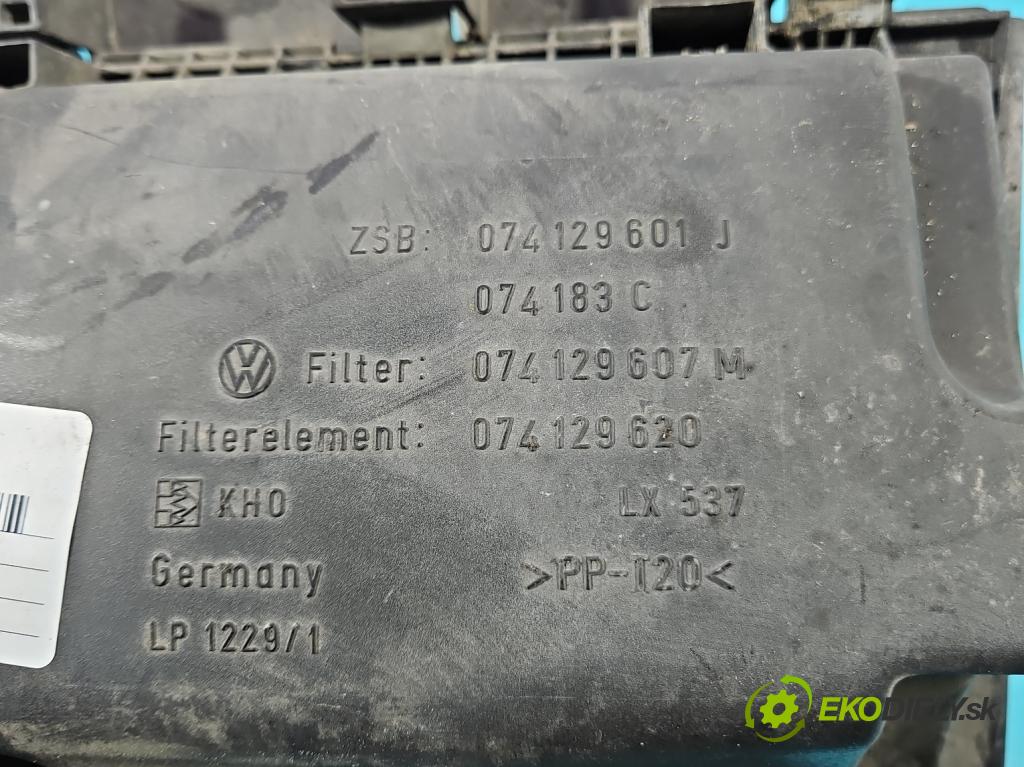 ZSB: 074 129 601 J
074 183 C
VW Filter: 074 129 607 M
Filterelement: 074 129 620
KHO LX 537
Germany >PP-T20<
LP 1229/1
EKODIELY.sk